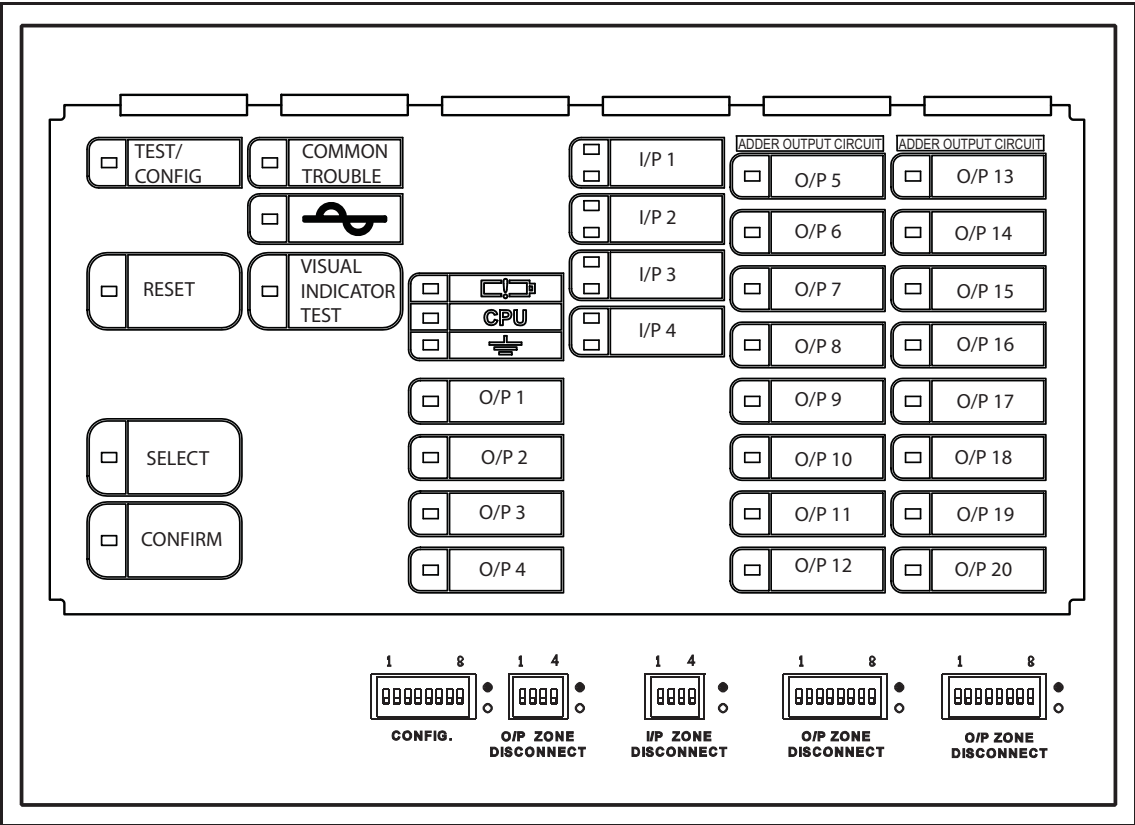 TEST/
CONFIG
COMMON
TROUBLE
RESET
VISUAL
INDICATOR
TEST
SELECT
CONFIRM
CPU
O/P 1
O/P 2
O/P 3
O/P 4
I/P 1
I/P 2
I/P 3
I/P 4
ADDER OUTPUT CIRCUIT
O/P 5
O/P 6
O/P 7
O/P 8
O/P 9
O/P 10
O/P 11
O/P 12
ADDER OUTPUT CIRCUIT
O/P 13
O/P 14
O/P 15
O/P 16
O/P 17
O/P 18
O/P 19
O/P 20
1 8
CONFIG.
1 4
O/P ZONE
DISCONNECT
1 4
I/P ZONE
DISCONNECT
1 8
O/P ZONE
DISCONNECT
1 8
O/P ZONE
DISCONNECT